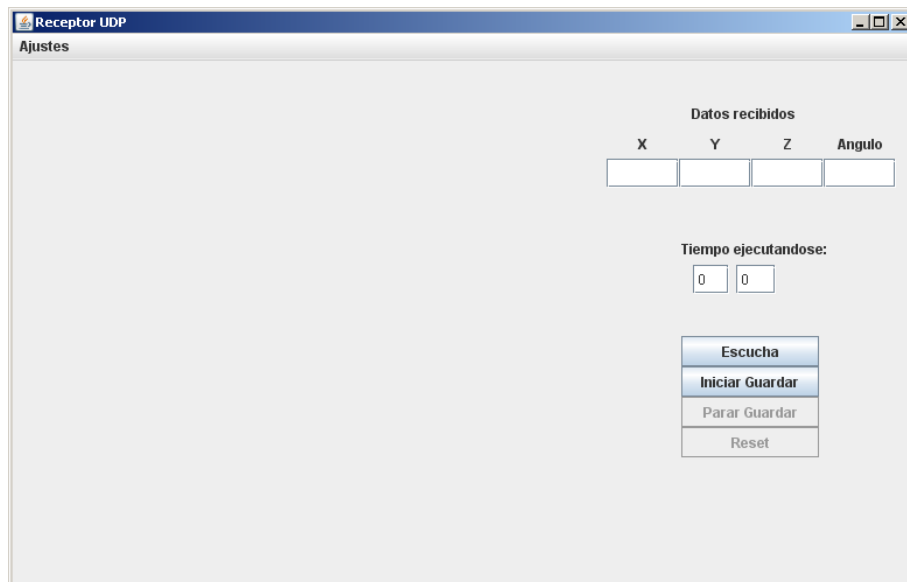 Receptor UDP
Ajustes
Datos recibidos
X Y Z Angulo
Tiempo ejecutandose:
0 0
Escucha
Iniciar Guardar
Parar Guardar
Reset